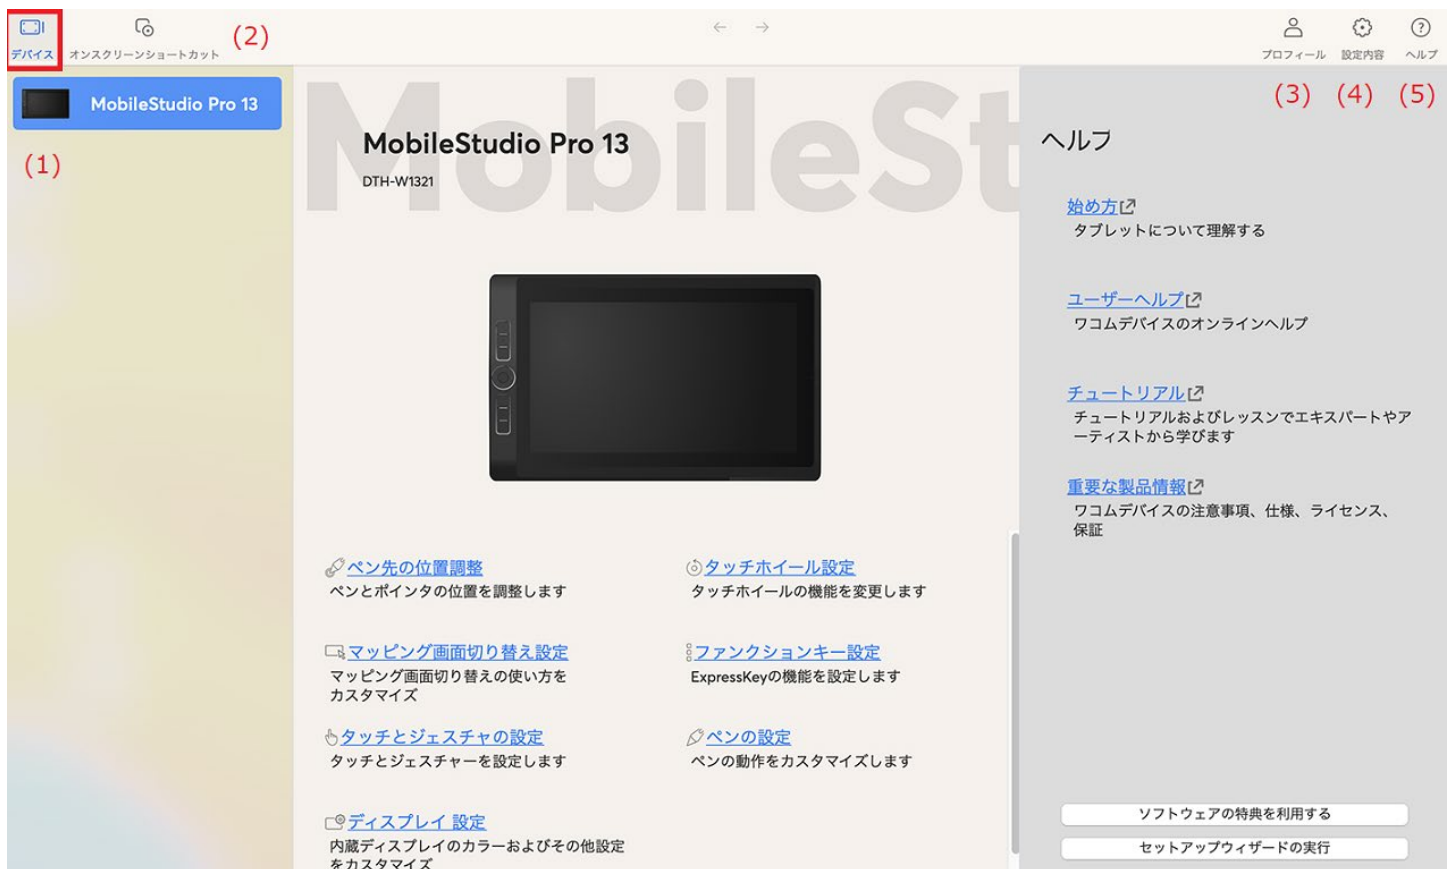 デバイス
オンスクリーンショートカット
(2)
プロフィール
設定内容
ヘルプ
MobileStudio Pro 13
(1)
MobileSt
MobileStudio Pro 13
DTH-W1321
ペン先の位置調整
ペンとポインタの位置を調整します
タッチホイール設定
タッチホイールの機能を変更します
マッピング画面切り替え設定
マッピング画面切り替えの使い方を
カスタマイズ
ファンクションキー設定
ExpressKeyの機能を設定します
タッチとジェスチャの設定
タッチとジェスチャーを設定します
ペンの設定
ペンの動作をカスタマイズします
ディスプレイ 設定
内蔵ディスプレイのカラーおよびその他設定
をカスタマイズ
(3)
(4)
(5)
ヘルプ
始め方
タブレットについて理解する
ユーザーヘルプ
ワコムデバイスのオンラインヘルプ
チュートリアル
チュートリアルおよびレッスンでエキスパートやア
ーティストから学びます
重要な製品情報
ワコムデバイスの注意事項、仕様、ライセンス、
保証
ソフトウェアの特典を利用する
セットアップウィザードの実行